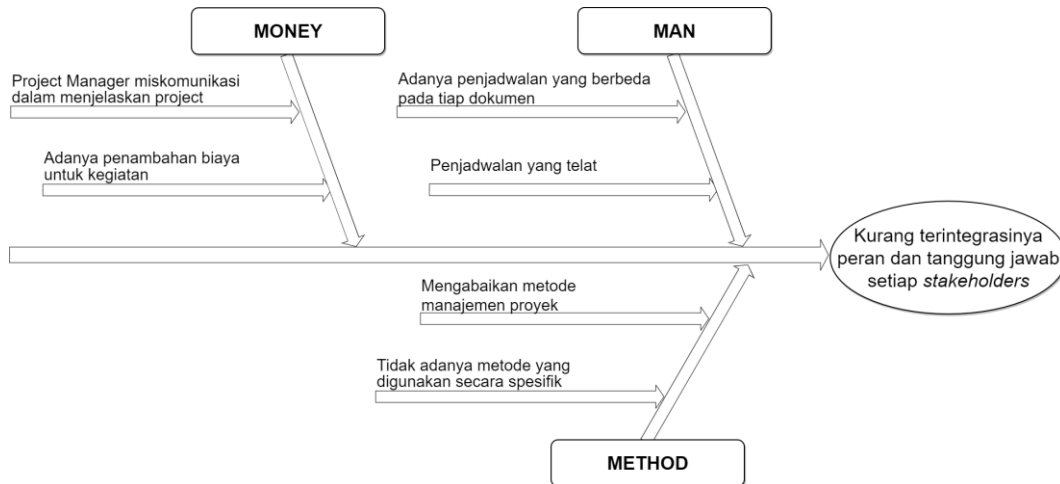 MONEY
MAN
Project Manager miskomunikasi
dalam menjelaskan project
Adanya penjadwalan yang berbeda
pada tiap dokumen
Adanya penambahan biaya
untuk kegiatan
Penjadwalan yang telat
Kurang terintegrasinya
peran dan tanggung jawab
setiap stakeholders
Mengabaikan metode
manajemen proyek
Tidak adanya metode yang
digunakan secara spesifik
METHOD